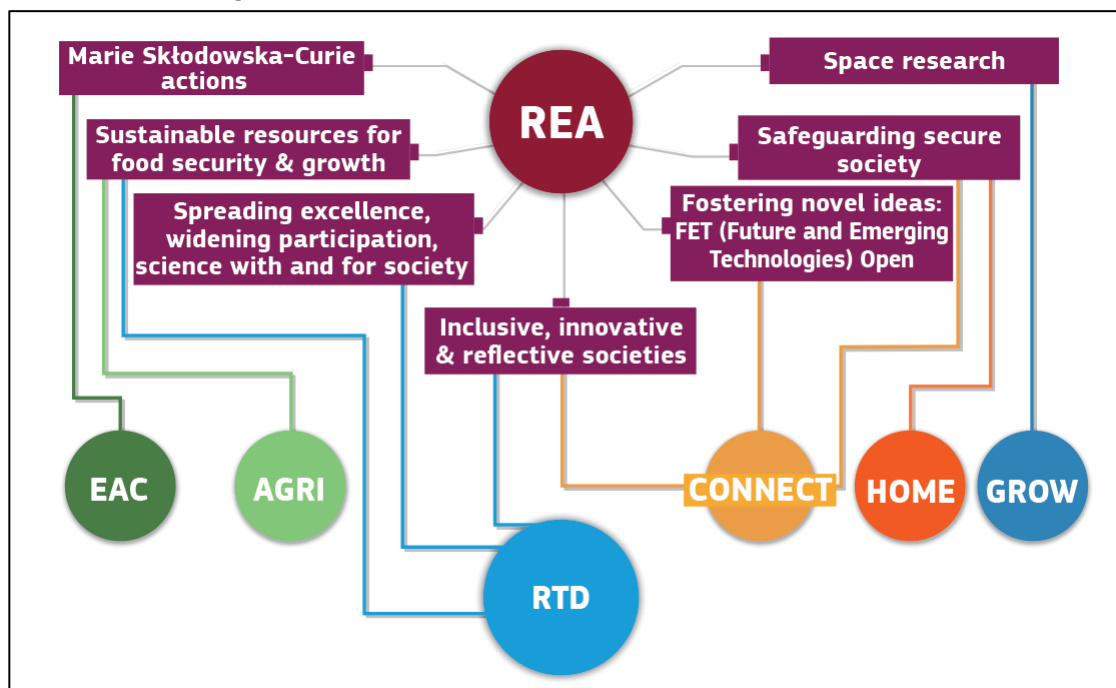 Marie Skłodowska-Curie
actions
REA
Space research
Sustainable resources for
food security & growth
Safeguarding secure
society
Spreading excellence,
widening participation,
science with and for society
Fostering novel ideas:
FET (Future and Emerging
Technologies) Open
Inclusive, innovative
& reflective societies
EAC
AGRI
CONNECT
HOME
GROW
RTD